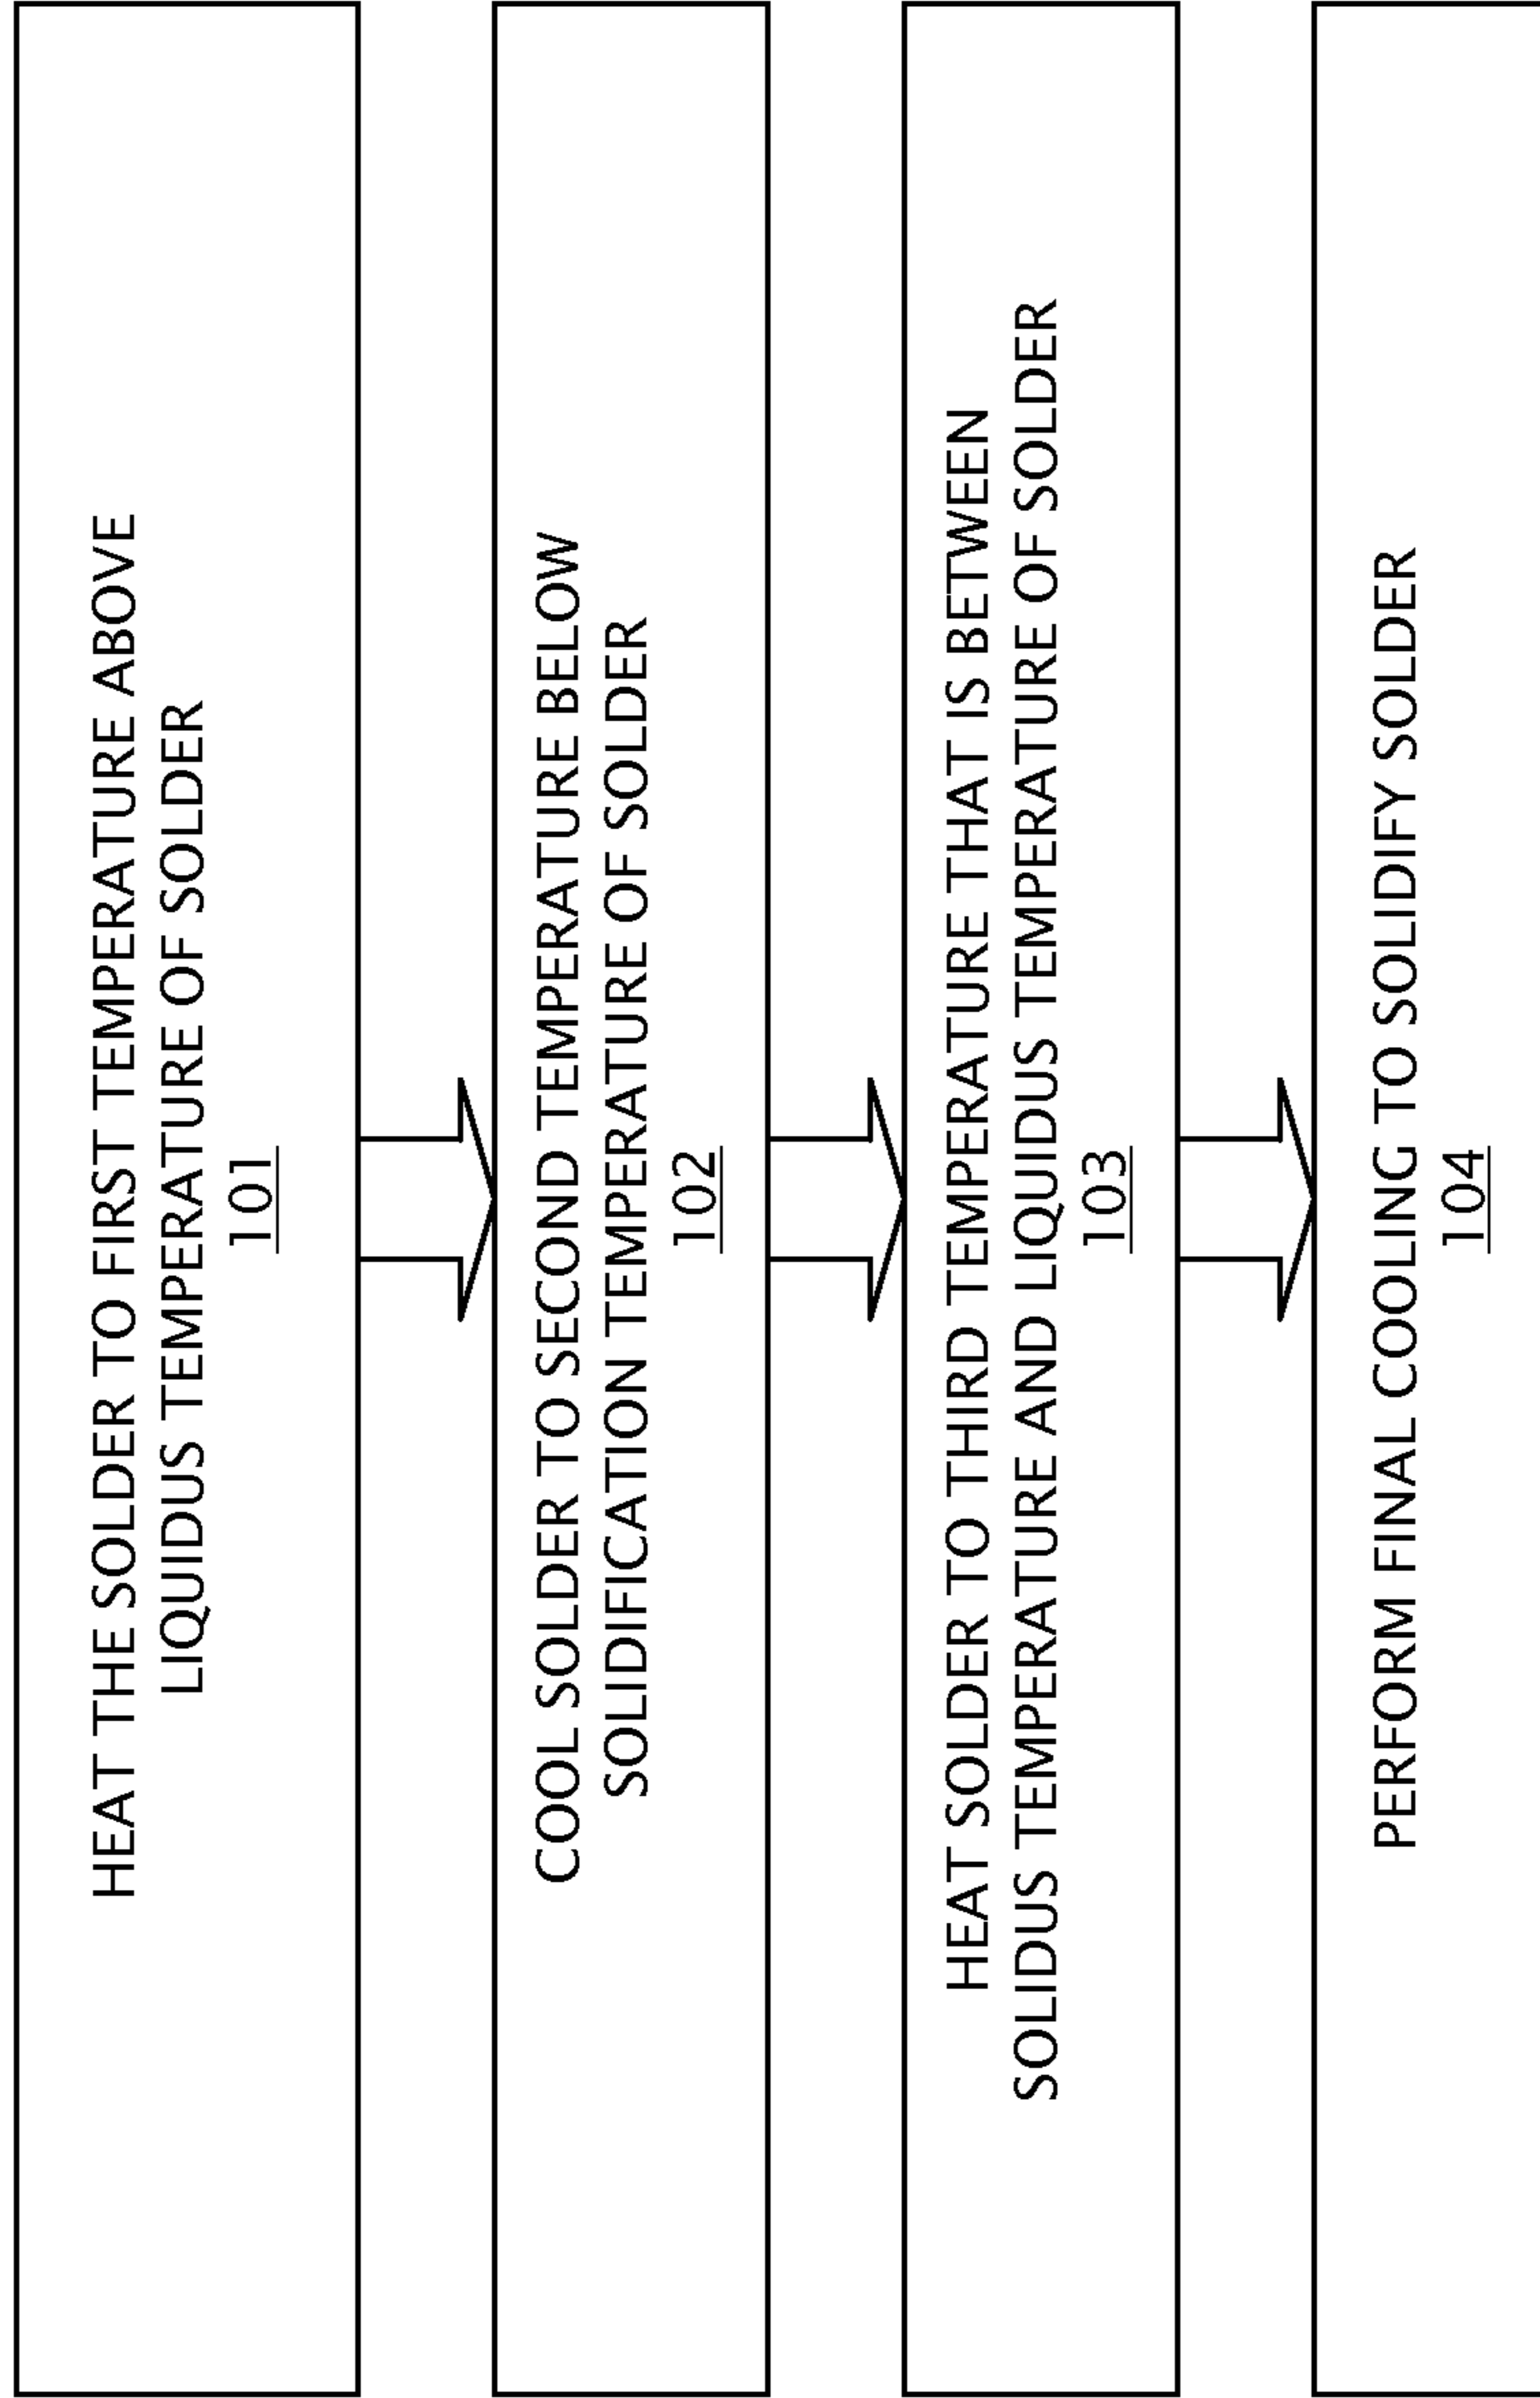 HEAT THE SOLDER TO FIRST TEMPERATURE ABOVE
LIQUIDUS TEMPERATURE OF SOLDER
101
COOL SOLDER TO SECOND TEMPERATURE BELOW
SOLIDIFICATION TEMPERATURE OF SOLDER
102
HEAT SOLDER TO THIRD TEMPERATURE THAT IS BETWEEN
SOLIDUS TEMPERATURE AND LIQUIDUS TEMPERATURE OF SOLDER
103
PERFORM FINAL COOLING TO SOLIDIFY SOLDER
104